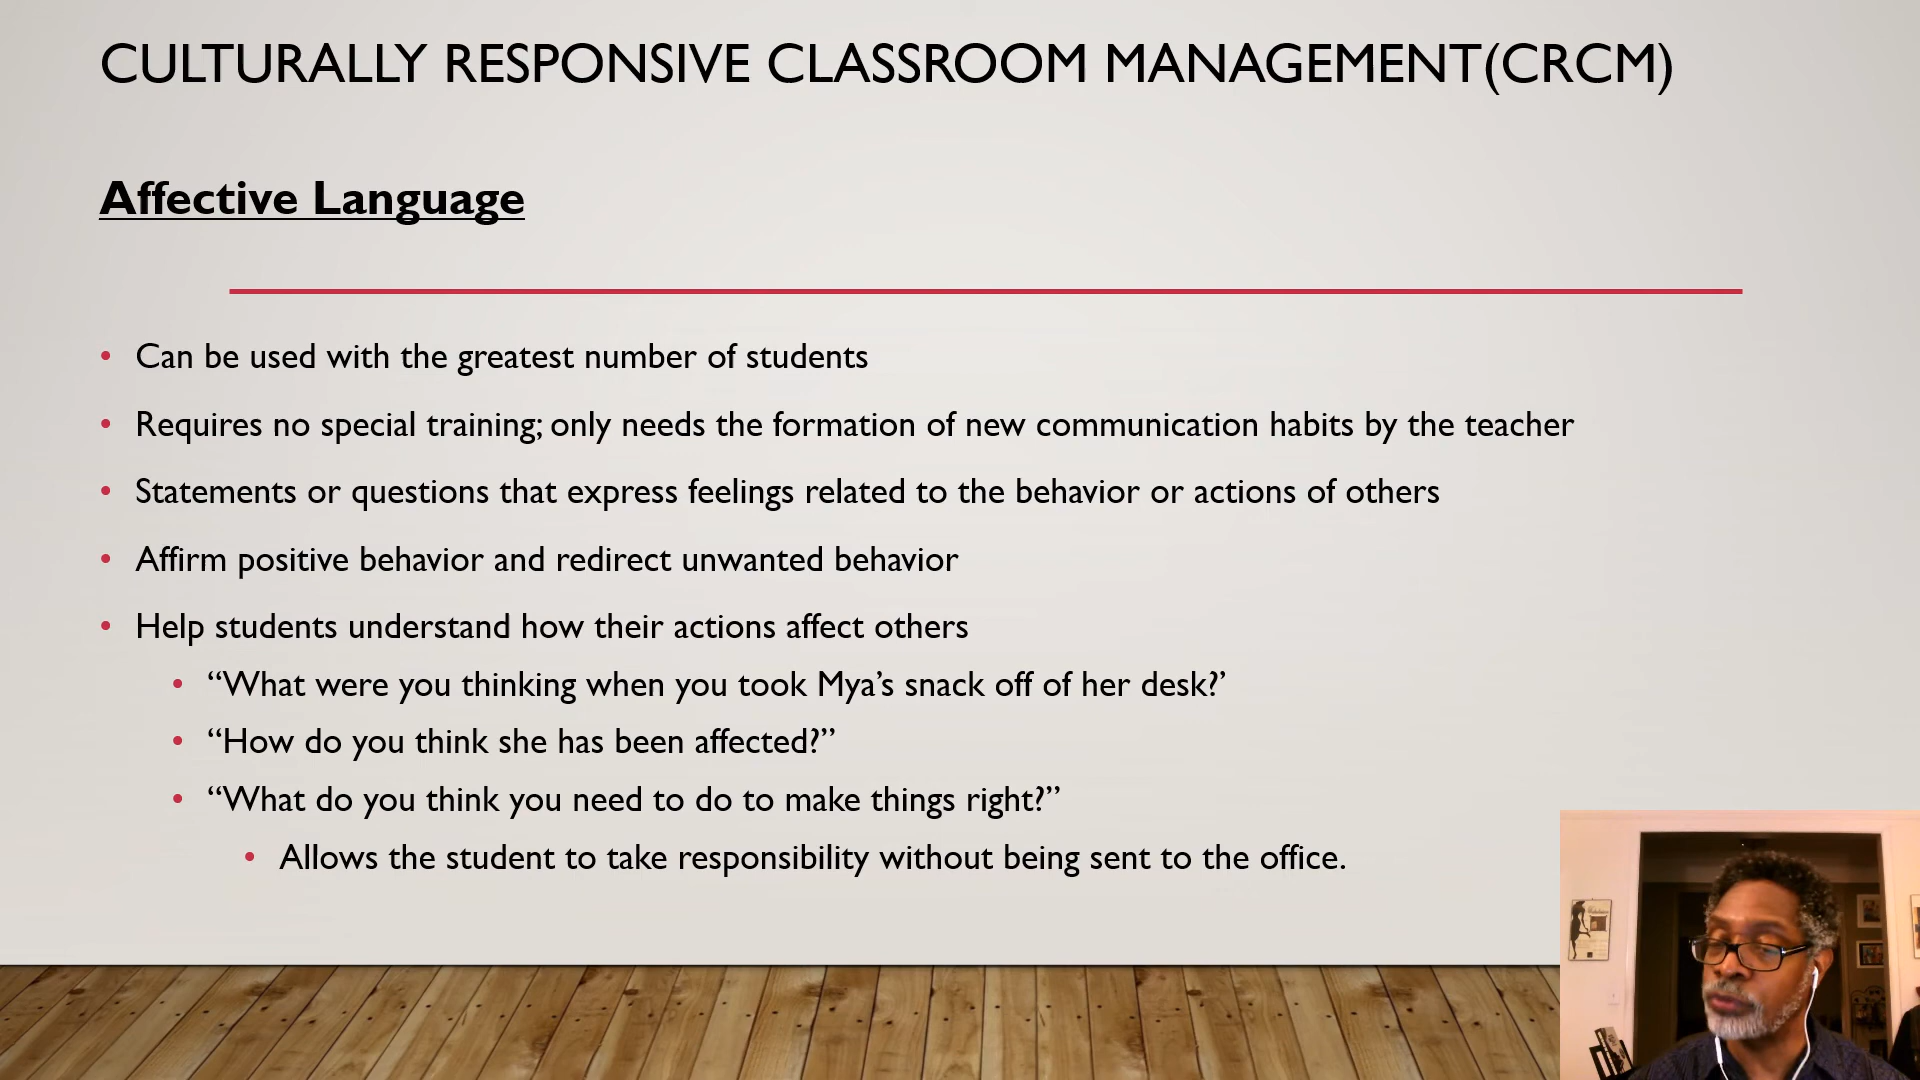 CULTURALLY RESPONSIVE CLASSROOM MANAGEMENT(CRCM)
Affective Language
• Can be used with the greatest number of students
• Requires no special training; only needs the formation of new communication habits by the teacher
• Statements or questions that express feelings related to the behavior or actions of others
• Affirm positive behavior and redirect unwanted behavior
• Help students understand how their actions affect others
• “What were you thinking when you took Mya’s snack off of her desk?’
• “How do you think she has been affected?”
• “What do you think you need to do to make things right?”
• Allows the student to take responsibility without being sent to the office.